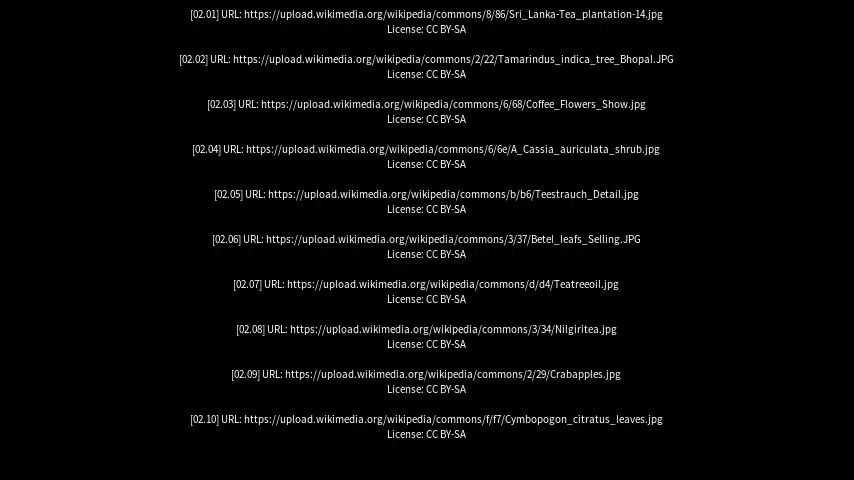 [02.01] URL: https://upload.wikimedia.org/wikipedia/commons/8/86/Sri_Lanka-Tea_plantation-14.jpg
License: CC BY-SA
[02.02] URL: https://upload.wikimedia.org/wikipedia/commons/2/22/Tamarindus_indica_tree_Bhopal.JPG
License: CC BY-SA
[02.03] URL: https://upload.wikimedia.org/wikipedia/commons/6/68/Coffee_Flowers_Show.jpg
License: CC BY-SA
[02.04] URL: https://upload.wikimedia.org/wikipedia/commons/6/6e/A_Cassia_auriculata_shrub.jpg
License: CC BY-SA
[02.05] URL: https://upload.wikimedia.org/wikipedia/commons/b/b6/Teestrauch_Detail.jpg
License: CC BY-SA
[02.06] URL: https://upload.wikimedia.org/wikipedia/commons/3/37/Betel_leafs_Selling.JPG
License: CC BY-SA
[02.07] URL: https://upload.wikimedia.org/wikipedia/commons/d/d4/Teatreeoil.jpg
License: CC BY-SA
[02.08] URL: https://upload.wikimedia.org/wikipedia/commons/3/34/Nilgiritea.jpg
License: CC BY-SA
[02.09] URL: https://upload.wikimedia.org/wikipedia/commons/2/29/Crabapples.jpg
License: CC BY-SA
[02.10] URL: https://upload.wikimedia.org/wikipedia/commons/f/f7/Cymbopogon_citratus_leaves.jpg
License: CC BY-SA